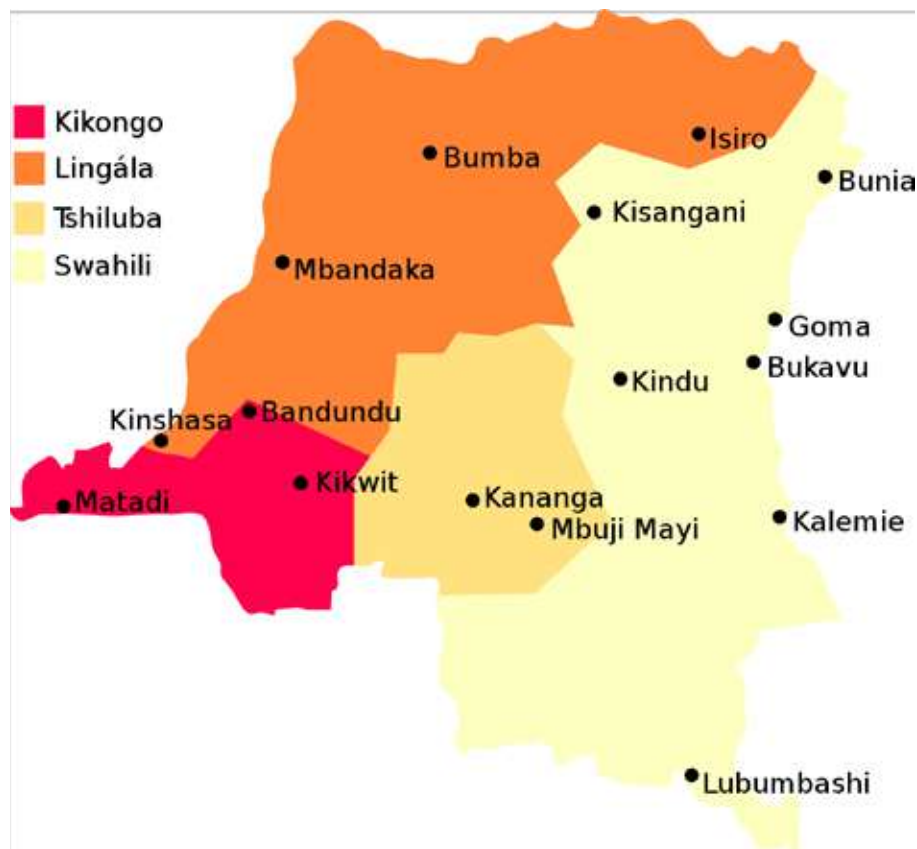 Kikongo
Lingála
Tshiluba
Swahili
Isiro
Bumba
Bunia
Kisangani
Mbandaka
Goma
Bukavu
Kindu
Bandundu
Kinshasa
Kikwit
Kananga
Matadi
Mbuji Mayi
Kalemie
Lubumbashi